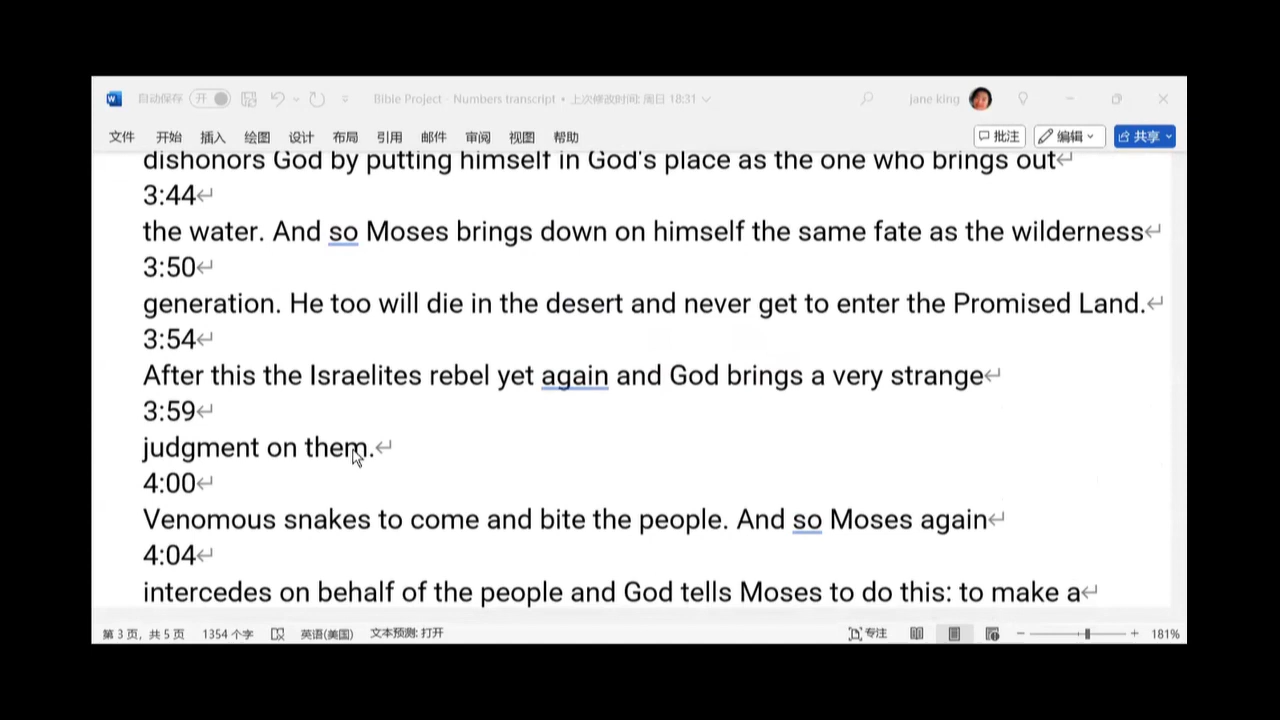 自动保存 开 Bible Project - Numbers transcript • 上次修改时间: 周日 18:31 jane king
文件 开始 插入 绘图 设计 布局 引用 邮件 审阅 视图 帮助 批注 编辑 共享
dishonors God by putting himself in God's place as the one who brings out
3:44
the water. And so Moses brings down on himself the same fate as the wilderness
3:50
generation. He too will die in the desert and never get to enter the Promised Land.
3:54
After this the Israelites rebel yet again and God brings a very strange
3:59
judgment on them.
4:00
Venomous snakes to come and bite the people. And so Moses again
4:04
intercedes on behalf of the people and God tells Moses to do this: to make a
第 3 页, 共 5 页 1354 个字 英语(美国) 文本预测: 打开 专注 181%